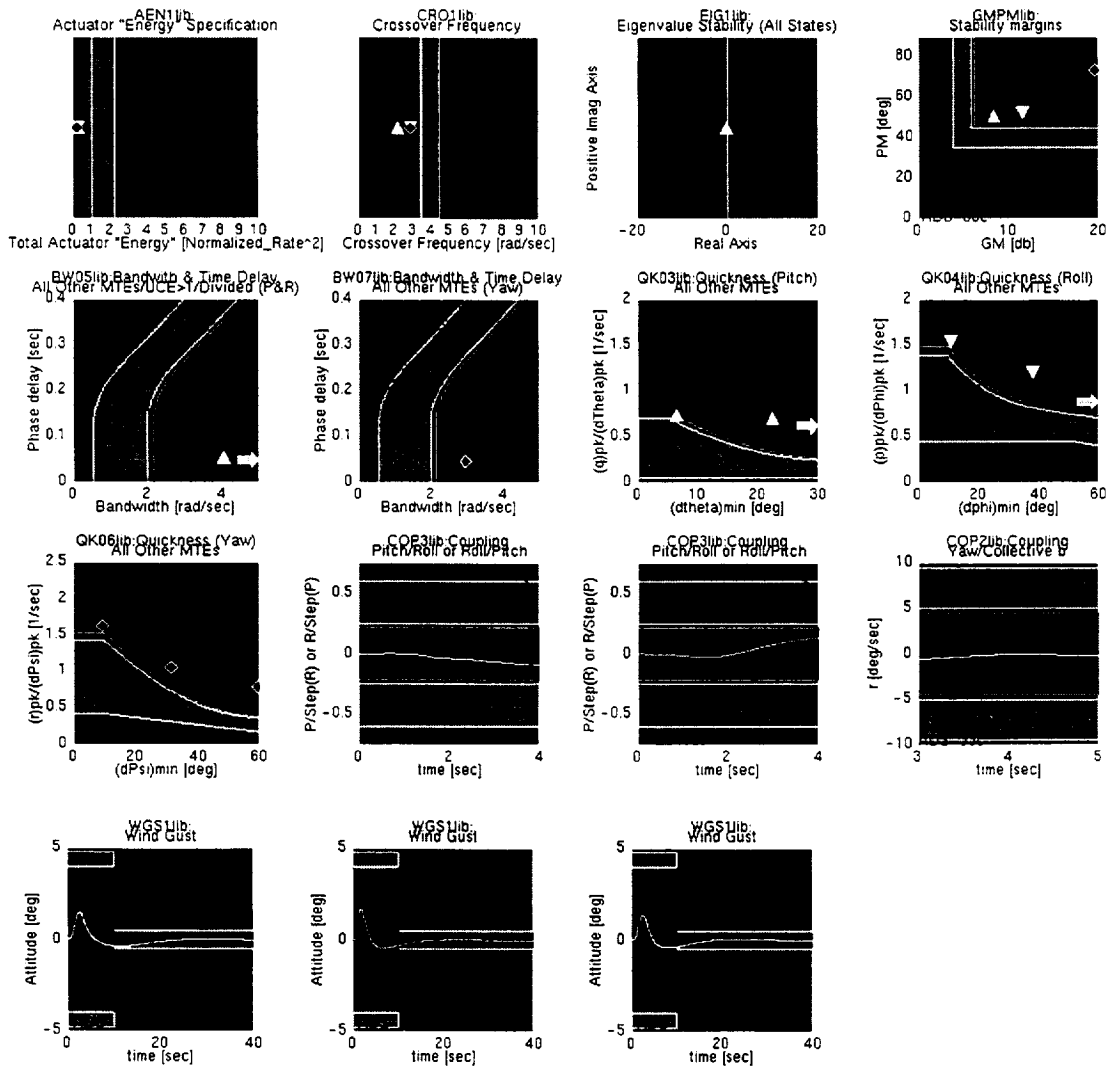 AEN1lib:
Actuator "Energy" Specification
0 1 2 3 4 5 6 7 8 9 10
Total Actuator "Energy" [Normalized_Rate^2]
CRO1lib:
Crossover Frequency
0 1 2 3 4 5 6 7 8 9 10
Crossover Frequency [rad/sec]
EIG1lib:
Eigenvalue Stability (All States)
Positive Imag Axis
-20 0 20
Real Axis
GMPMlib:
Stability margins
PM [deg]
80
60
40
20
0
0 20
GM [db]
BW05lib:Bandwith & Time Delay
All Other MTEs/UCE>1/Divided (P&R)
Phase delay [sec]
0.4
0.3
0.2
0.1
0
0 2 4
Bandwidth [rad/sec]
BW07lib:Bandwidth & Time Delay
All Other MTEs (Yaw)
Phase delay [sec]
0.4
0.3
0.2
0.1
0
0 2 4
Bandwidth [rad/sec]
QK03lib:Quickness (Pitch)
All Other MTEs
(q)pk/(dTheta)pk [1/sec]
2
1.5
1
0.5
0
0 10 20 30
(dtheta)min [deg]
QK04lib:Quickness (Roll)
All Other MTEs
(p)pk/(dPhi)pk [1/sec]
2
1.5
1
0.5
0
0 20 40 60
(dphi)min [deg]
QK06lib:Quickness (Yaw)
All Other MTEs
(r)pk/(dPsi)pk [1/sec]
2.5
2
1.5
1
0.5
0
0 20 40 60
(dPsi)min [deg]
COP3lib:Coupling
Pitch/Roll or Roll/Pitch
P/Step(R) or R/Step(P)
0.5
0
-0.5
0 2 4
time [sec]
COP3lib:Coupling
Pitch/Roll or Roll/Pitch
P/Step(R) or R/Step(P)
0.5
0
-0.5
0 2 4
time [sec]
COP2lib:Coupling
Yaw/Collective b
r [deg/sec]
10
5
0
-5
-10
3 4 5
time [sec]
WGS1lib:
Wind Gust
Attitude [deg]
5
0
-5
0 20 40
time [sec]
WGS1lib:
Wind Gust
Attitude [deg]
5
0
-5
0 20 40
time [sec]
WGS1lib:
Wind Gust
Attitude [deg]
5
0
-5
0 20 40
time [sec]